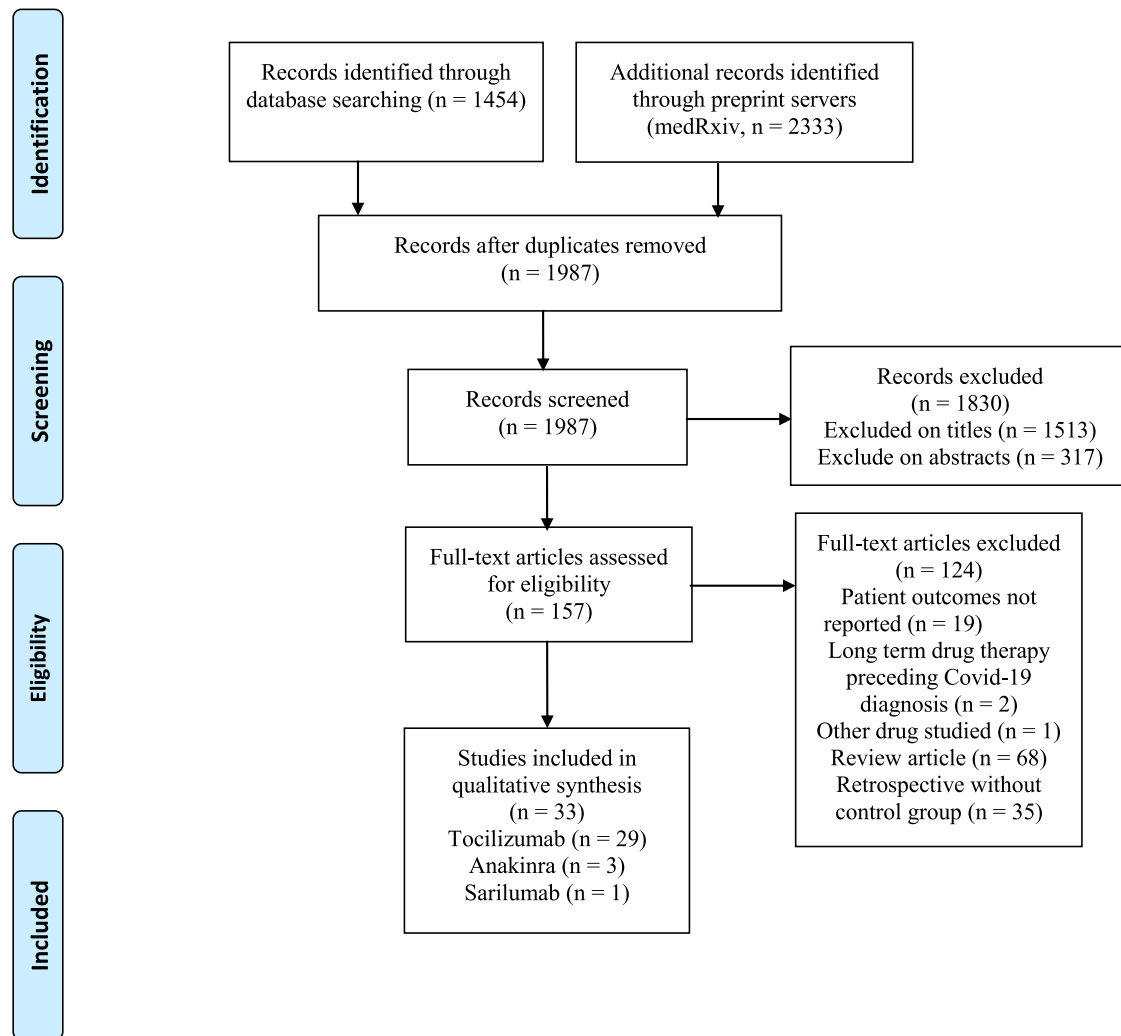 Identification
Records identified through
database searching (n = 1454)
Additional records identified
through preprint servers
(medRxiv, n = 2333)
Records after duplicates removed
(n = 1987)
Screening
Records screened
(n = 1987)
Records excluded
(n = 1830)
Excluded on titles (n = 1513)
Exclude on abstracts (n = 317)
Eligibility
Full-text articles assessed
for eligibility
(n = 157)
Full-text articles excluded
(n = 124)
Patient outcomes not
reported (n = 19)
Long term drug therapy
preceding Covid-19
diagnosis (n = 2)
Other drug studied (n = 1)
Review article (n = 68)
Retrospective without
control group (n = 35)
Included
Studies included in
qualitative synthesis
(n = 33)
Tocilizumab (n = 29)
Anakinra (n = 3)
Sarilumab (n = 1)